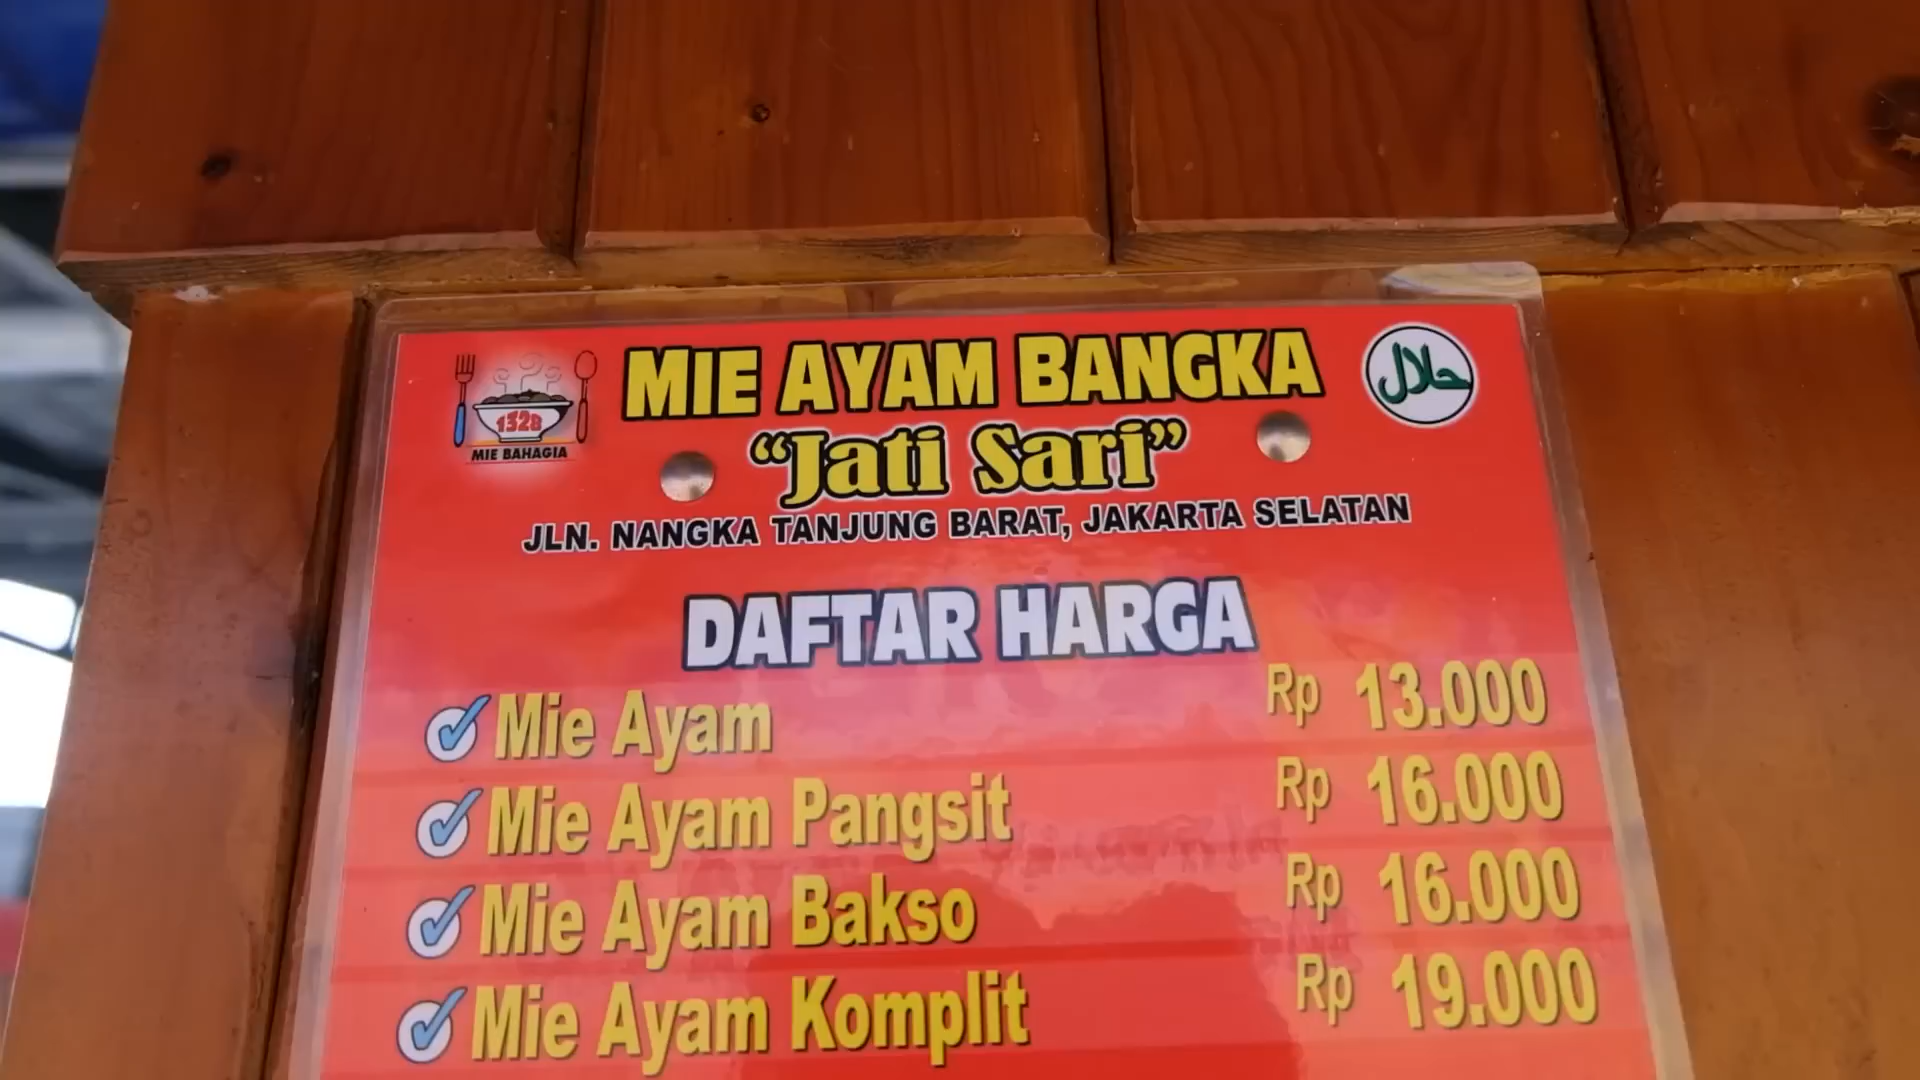 MIE AYAM BANGKA
حلال
1328
"Jati Sari"
MIE BAHAGIA
JLN. NANGKA TANJUNG BARAT, JAKARTA SELATAN
DAFTAR HARGA
Mie Ayam Rp 13.000
Mie Ayam Pangsit Rp 16.000
Mie Ayam Bakso Rp 16.000
Mie Ayam Komplit Rp 19.000